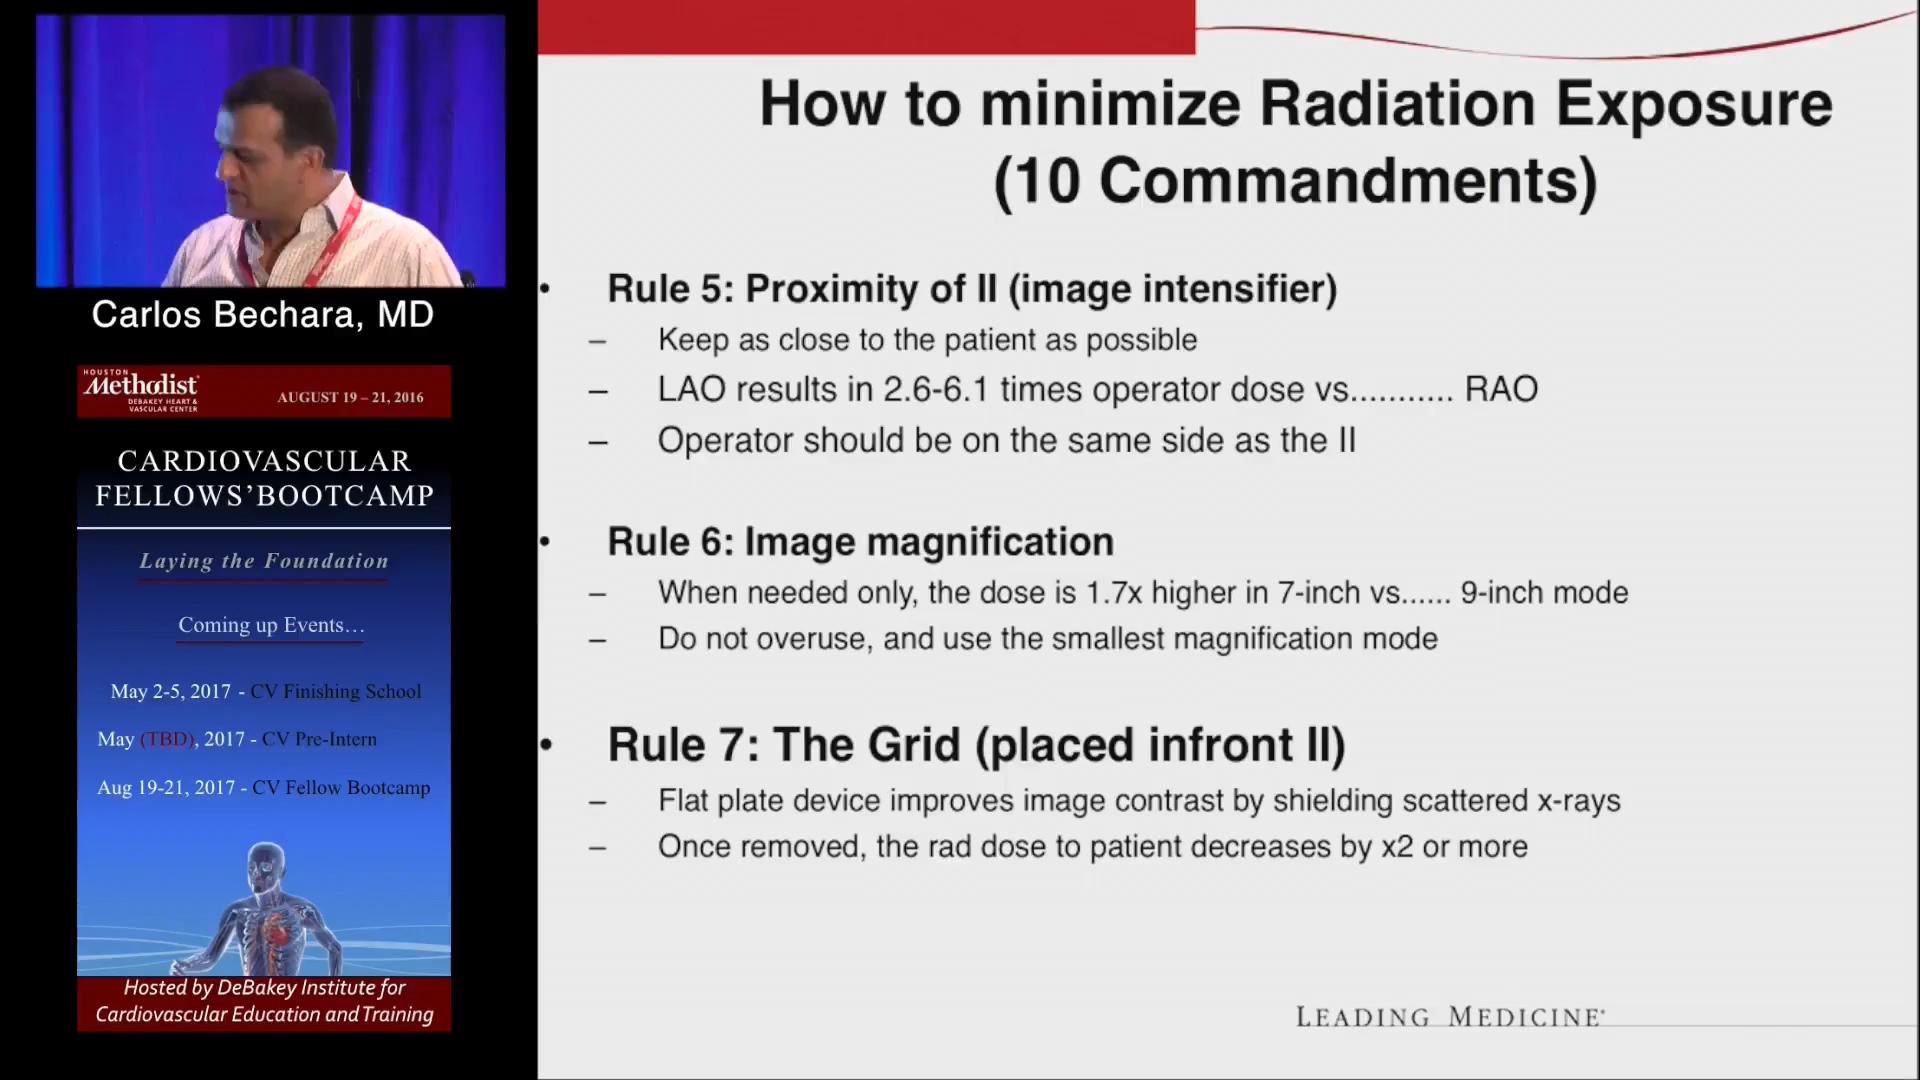 Carlos Bechara, MD
HOUSTON
Methodist
DEBAKEY HEART &
VASCULAR CENTER
AUGUST 19 – 21, 2016
CARDIOVASCULAR
FELLOWS’BOOTCAMP
Laying the Foundation
Coming up Events…
May 2-5, 2017 - CV Finishing School
May (TBD), 2017 - CV Pre-Intern
Aug 19-21, 2017 - CV Fellow Bootcamp
Hosted by DeBakey Institute for
Cardiovascular Education and Training
How to minimize Radiation Exposure
(10 Commandments)
• Rule 5: Proximity of II (image intensifier)
– Keep as close to the patient as possible
– LAO results in 2.6-6.1 times operator dose vs........... RAO
– Operator should be on the same side as the II
• Rule 6: Image magnification
– When needed only, the dose is 1.7x higher in 7-inch vs...... 9-inch mode
– Do not overuse, and use the smallest magnification mode
• Rule 7: The Grid (placed infront II)
– Flat plate device improves image contrast by shielding scattered x-rays
– Once removed, the rad dose to patient decreases by x2 or more
LEADING MEDICINE